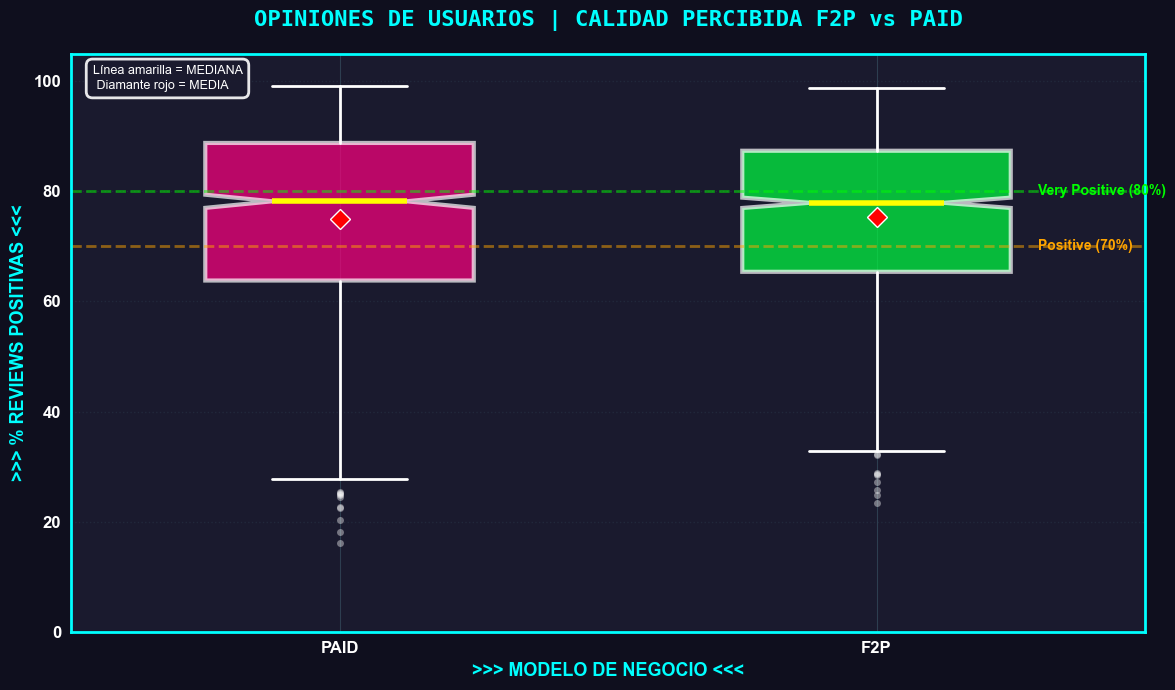 OPINIONES DE USUARIOS | CALIDAD PERCIBIDA F2P vs PAID
Línea amarilla = MEDIANA
Diamante rojo = MEDIA
>>> % REVIEWS POSITIVAS <<<
100
80
60
40
20
0
Very Positive (80%)
Positive (70%)
PAID
F2P
>>> MODELO DE NEGOCIO <<<